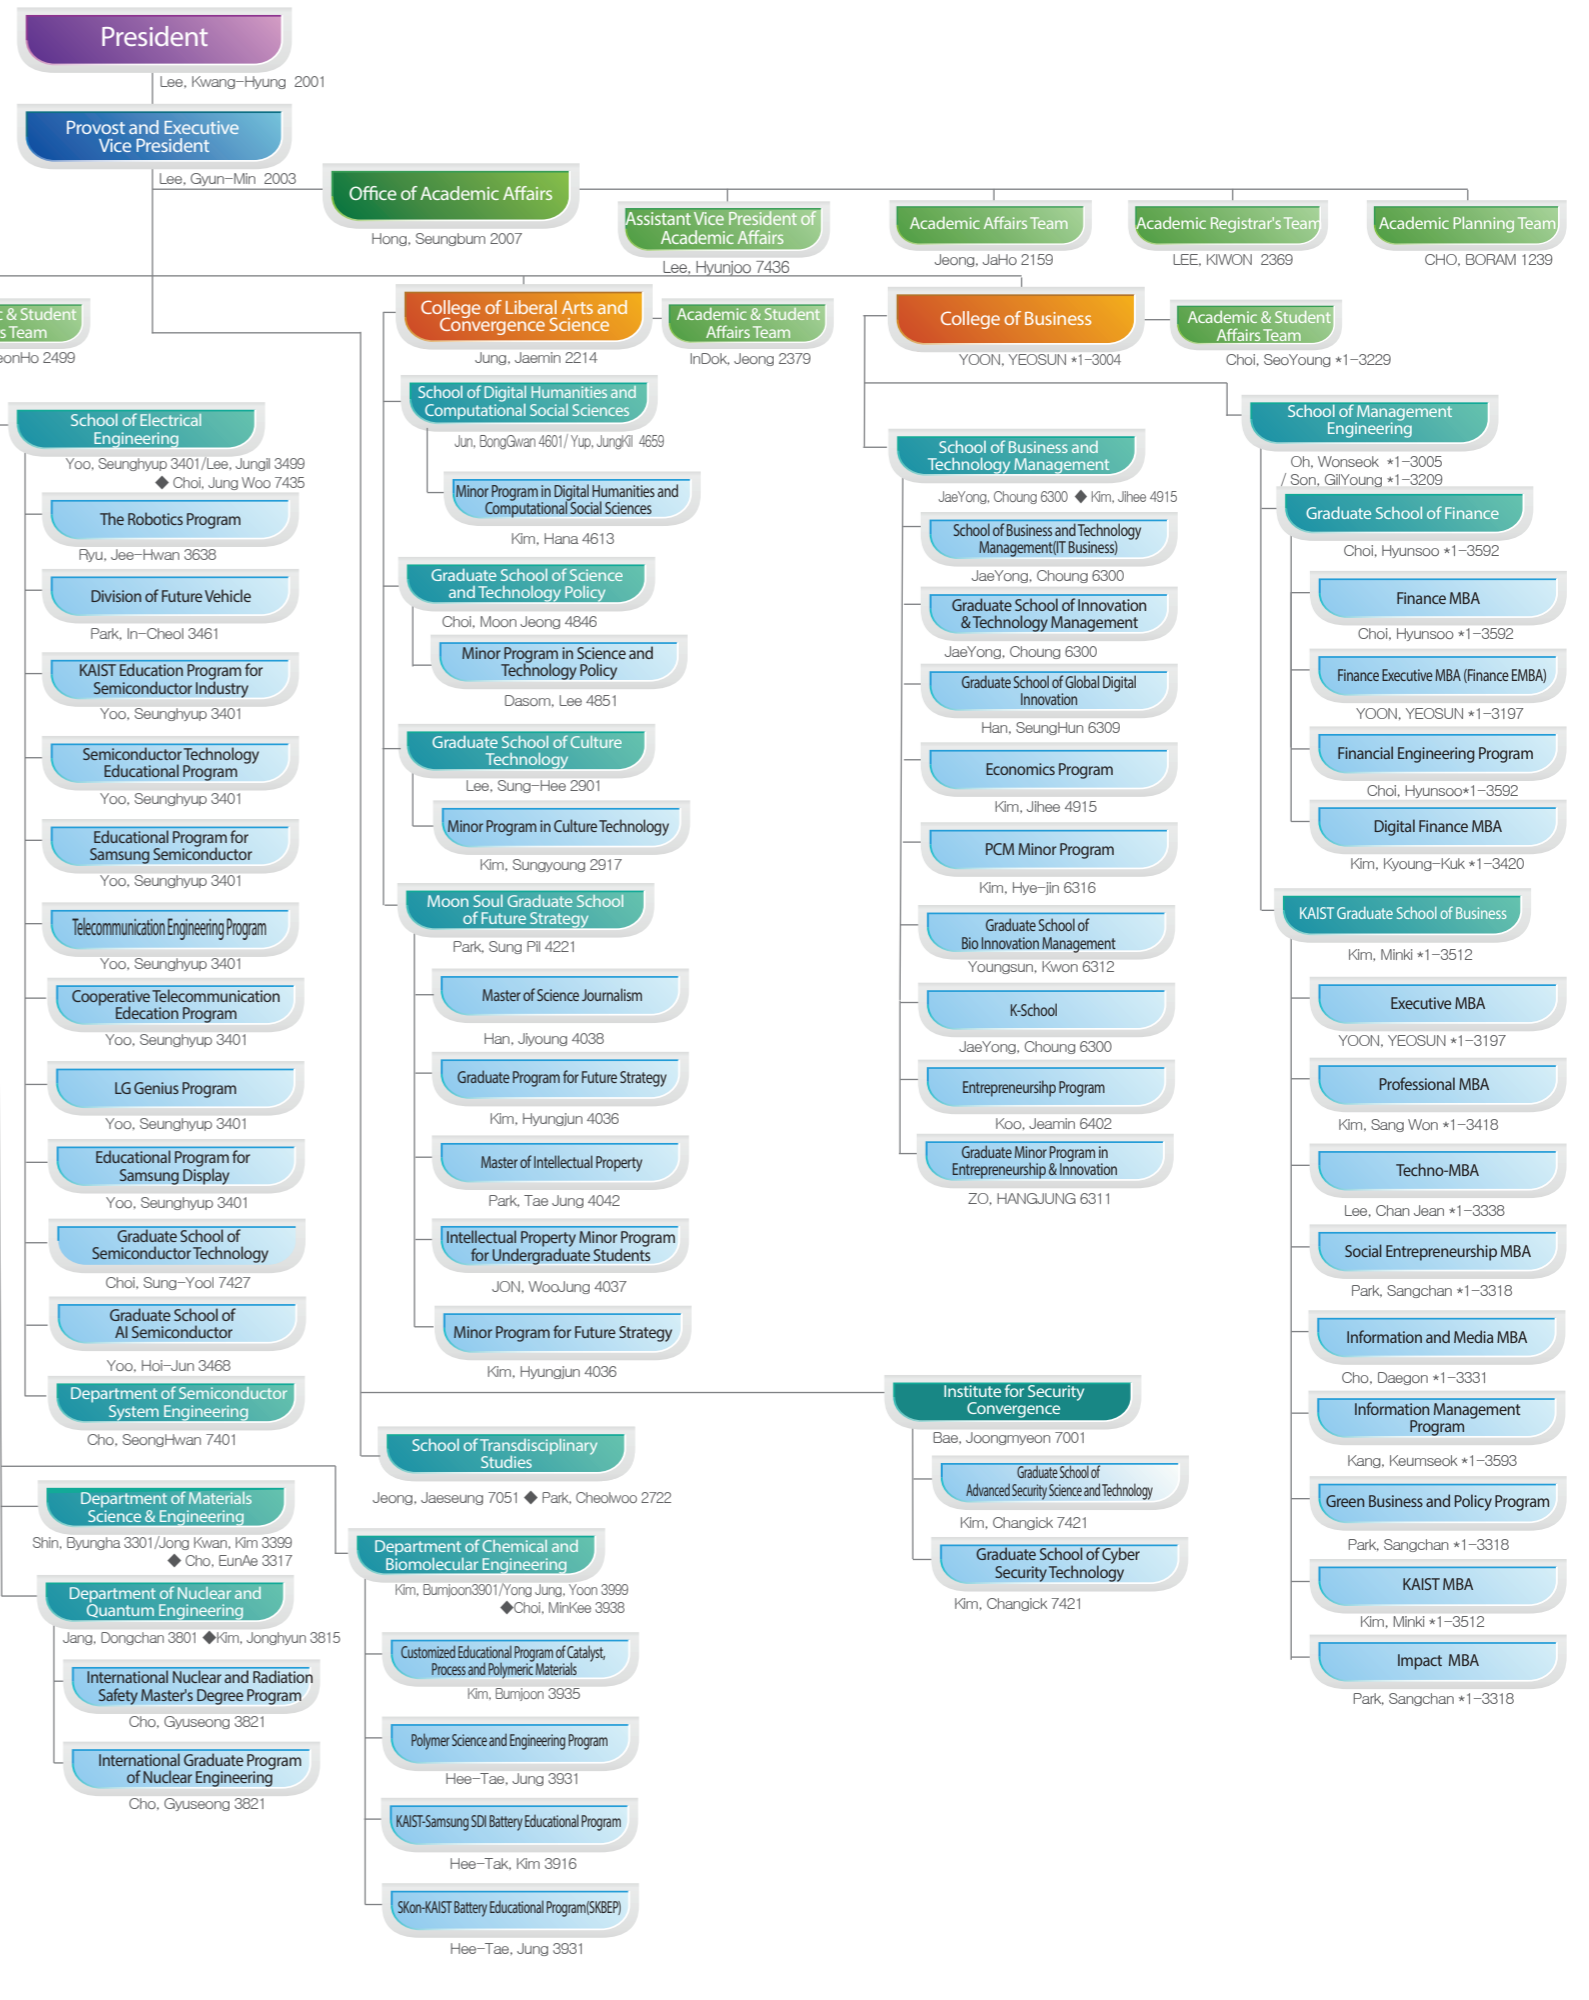 President
Lee, Kwang-Hyung 2001
Provost and Executive
Vice President
Lee, Gyun-Min 2003
Office of Academic Affairs
Hong, Seungbum 2007
Assistant Vice President of
Academic Affairs
Lee, Hyunjoo 7436
Academic Affairs Team
Jeong, JaHo 2159
Academic Registrar's Team
LEE, KIWON 2369
Academic Planning Team
CHO, BORAM 1239
& Student
s Team
eonHo 2499
College of Liberal Arts and
Convergence Science
Jung, Jaemin 2214
Academic & Student
Affairs Team
InDok, Jeong 2379
College of Business
YOON, YEOSUN *1-3004
Academic & Student
Affairs Team
Choi, SeoYoung *1-3229
School of Electrical
Engineering
Yoo, Seunghyup 3401/Lee, Jungil 3499
◆ Choi, Jung Woo 7435
The Robotics Program
Ryu, Jee-Hwan 3638
Division of Future Vehicle
Park, In-Cheol 3461
KAIST Education Program for
Semiconductor Industry
Yoo, Seunghyup 3401
Semiconductor Technology
Educational Program
Yoo, Seunghyup 3401
Educational Program for
Samsung Semiconductor
Yoo, Seunghyup 3401
Telecommunication Engineering Program
Yoo, Seunghyup 3401
Cooperative Telecommunication
Edecation Program
Yoo, Seunghyup 3401
LG Genius Program
Yoo, Seunghyup 3401
Educational Program for
Samsung Display
Yoo, Seunghyup 3401
Graduate School of
Semiconductor Technology
Choi, Sung-Yool 7427
Graduate School of
AI Semiconductor
Yoo, Hoi-Jun 3468
Department of Semiconductor
System Engineering
Cho, SeongHwan 7401
Department of Materials
Science & Engineering
Shin, Byungha 3301/Jong Kwan, Kim 3399
◆ Cho, EunAe 3317
Department of Nuclear and
Quantum Engineering
Jang, Dongchan 3801 ◆Kim, Jonghyun 3815
International Nuclear and Radiation
Safety Master's Degree Program
Cho, Gyuseong 3821
International Graduate Program
of Nuclear Engineering
Cho, Gyuseong 3821
School of Digital Humanities and
Computational Social Sciences
Jun, BongGwan 4601/ Yup, JungKil 4659
Minor Program in Digital Humanities and
Computational Social Sciences
Kim, Hana 4613
Graduate School of Science
and Technology Policy
Choi, Moon Jeong 4846
Minor Program in Science and
Technology Policy
Dasom, Lee 4851
Graduate School of Culture
Technology
Lee, Sung-Hee 2901
Minor Program in Culture Technology
Kim, Sungyoung 2917
Moon Soul Graduate School
of Future Strategy
Park, Sung Pil 4221
Master of Science Journalism
Han, Jiyoung 4038
Graduate Program for Future Strategy
Kim, Hyungjun 4036
Master of Intellectual Property
Park, Tae Jung 4042
Intellectual Property Minor Program
for Undergraduate Students
JON, WooJung 4037
Minor Program for Future Strategy
Kim, Hyungjun 4036
School of Transdisciplinary
Studies
Jeong, Jaeseung 7051 ◆ Park, Cheolwoo 2722
Department of Chemical and
Biomolecular Engineering
Kim, Bumjoon3901/Yong Jung, Yoon 3999
◆Choi, MinKee 3938
Customized Educational Program of Catalyst,
Process and Polymeric Materials
Kim, Bumjoon 3935
Polymer Science and Engineering Program
Hee-Tae, Jung 3931
KAIST-Samsung SDI Battery Educational Program
Hee-Tak, Kim 3916
SKon-KAIST Battery Educational Program(SKBEP)
Hee-Tae, Jung 3931
School of Business and
Technology Management
JaeYong, Choung 6300 ◆ Kim, Jihee 4915
School of Business and Technology
Management(IT Business)
JaeYong, Choung 6300
Graduate School of Innovation
& Technology Management
JaeYong, Choung 6300
Graduate School of Global Digital
Innovation
Han, SeungHun 6309
Economics Program
Kim, Jihee 4915
PCM Minor Program
Kim, Hye-jin 6316
Graduate School of
Bio Innovation Management
Youngsun, Kwon 6312
K-School
JaeYong, Choung 6300
Entrepreneursihp Program
Koo, Jeamin 6402
Graduate Minor Program in
Entrepreneurship & Innovation
ZO, HANGJUNG 6311
Institute for Security
Convergence
Bae, Joongmyeon 7001
Graduate School of
Advanced Security Science and Technology
Kim, Changick 7421
Graduate School of Cyber
Security Technology
Kim, Changick 7421
School of Management
Engineering
Oh, Wonseok *1-3005
/ Son, GilYoung *1-3209
Graduate School of Finance
Choi, Hyunsoo *1-3592
Finance MBA
Choi, Hyunsoo *1-3592
Finance Executive MBA (Finance EMBA)
YOON, YEOSUN *1-3197
Financial Engineering Program
Choi, Hyunsoo*1-3592
Digital Finance MBA
Kim, Kyoung-Kuk *1-3420
KAIST Graduate School of Business
Kim, Minki *1-3512
Executive MBA
YOON, YEOSUN *1-3197
Professional MBA
Kim, Sang Won *1-3418
Techno-MBA
Lee, Chan Jean *1-3338
Social Entrepreneurship MBA
Park, Sangchan *1-3318
Information and Media MBA
Cho, Daegon *1-3331
Information Management
Program
Kang, Keumseok *1-3593
Green Business and Policy Program
Park, Sangchan *1-3318
KAIST MBA
Kim, Minki *1-3512
Impact MBA
Park, Sangchan *1-3318